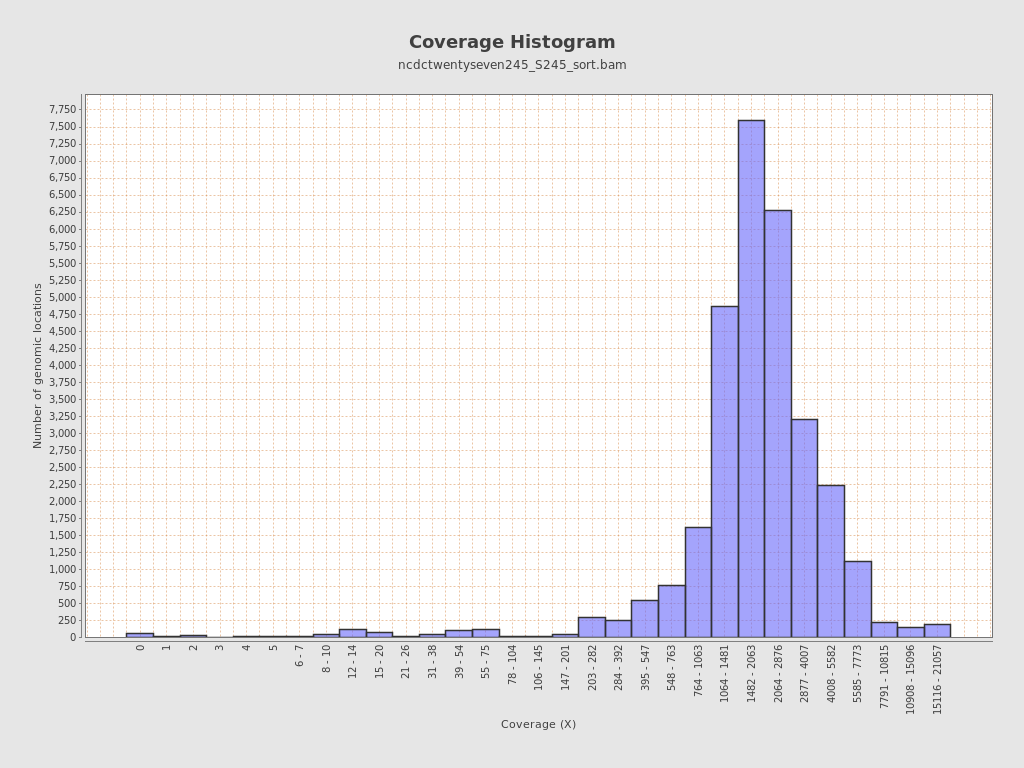 Coverage Histogram
ncdctwentyseven245_S245_sort.bam
Number of genomic locations
7,750
7,500
7,250
7,000
6,750
6,500
6,250
6,000
5,750
5,500
5,250
5,000
4,750
4,500
4,250
4,000
3,750
3,500
3,250
3,000
2,750
2,500
2,250
2,000
1,750
1,500
1,250
1,000
750
500
250
0
0
1
2
3
4
5
6 - 7
8 - 10
12 - 14
15 - 20
21 - 26
31 - 38
39 - 54
55 - 75
78 - 104
106 - 145
147 - 201
203 - 282
284 - 392
395 - 547
548 - 763
764 - 1063
1064 - 1481
1482 - 2063
2064 - 2876
2877 - 4007
4008 - 5582
5585 - 7773
7791 - 10815
10908 - 15096
15116 - 21057
Coverage (X)